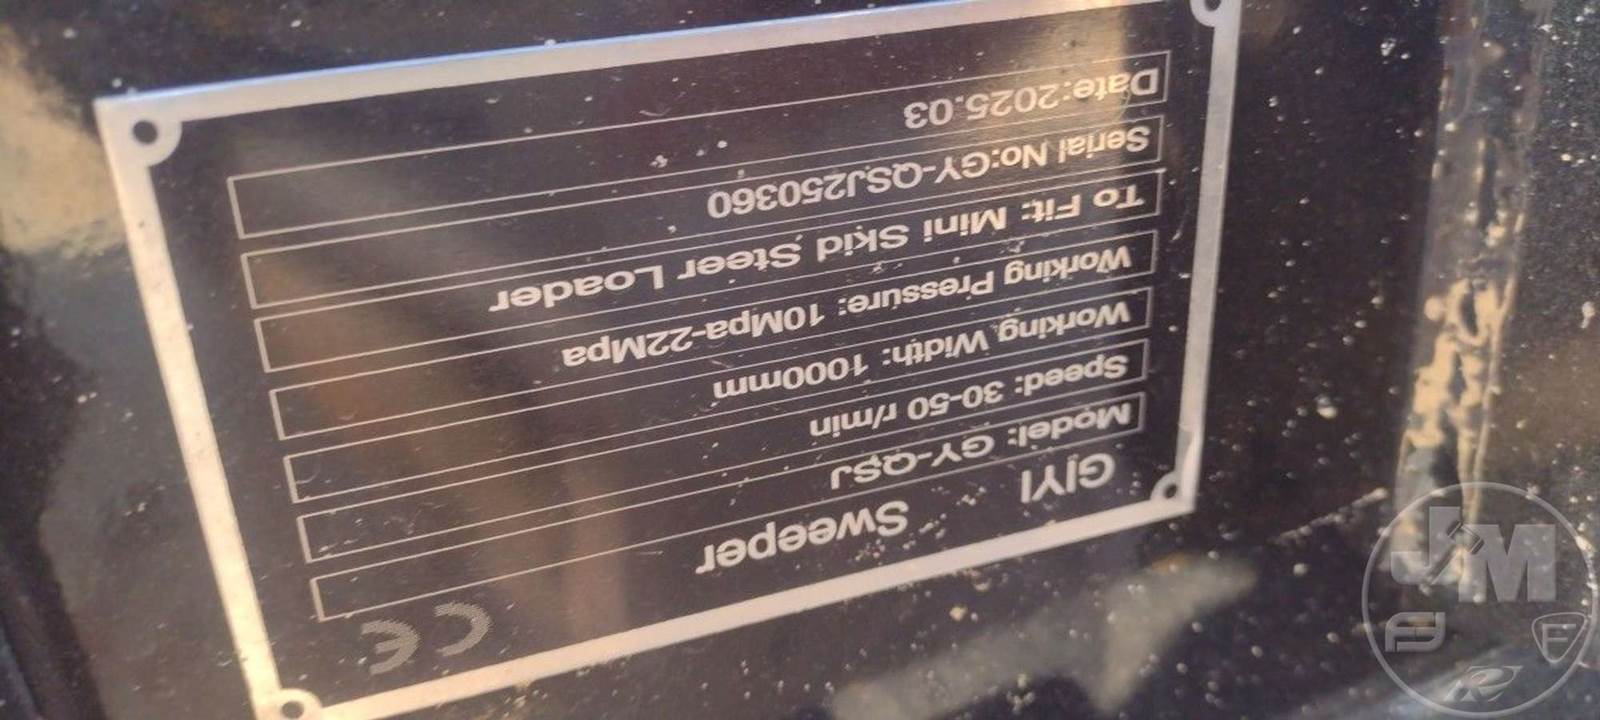 GIYI Sweeper CE
Model: GY-QSJ
Speed: 30-50 r/min
Working Width: 1000mm
Working Pressure: 10Mpa-22Mpa
To Fit: Mini Skid Steer Loader
Serial No:GY-QSJ250360
Date:2025.03
JM